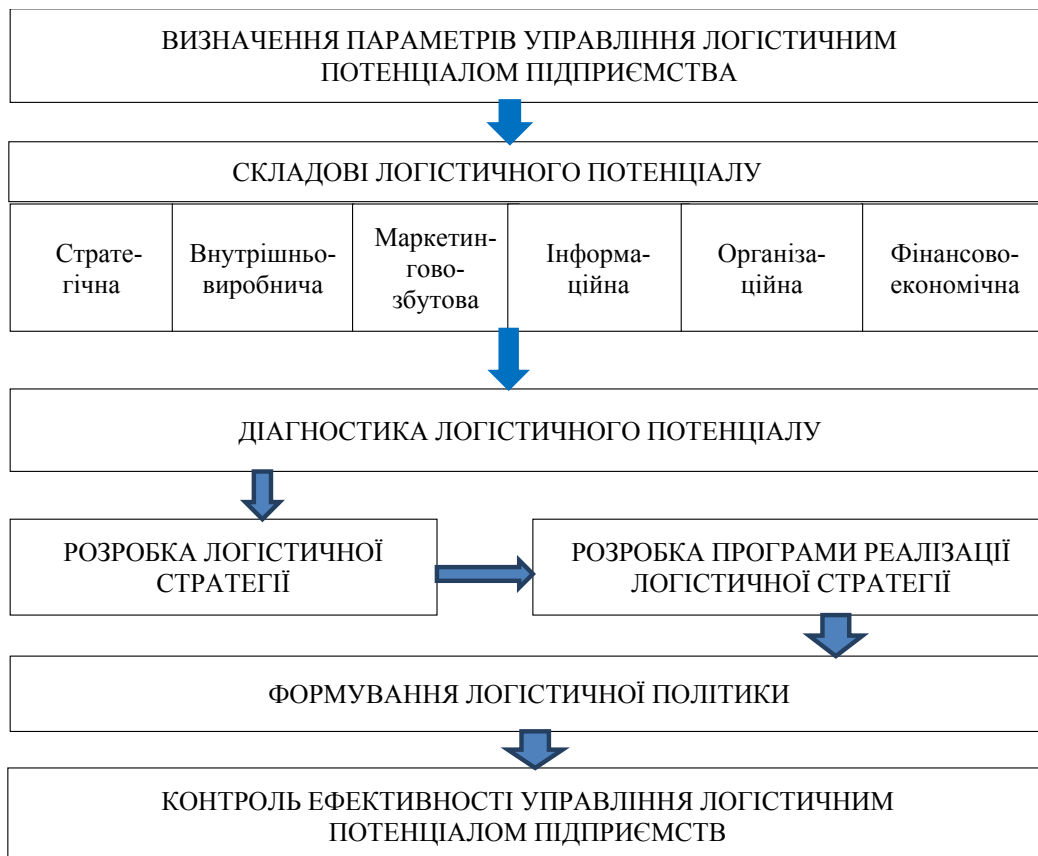 ВИЗНАЧЕННЯ ПАРАМЕТРІВ УПРАВЛІННЯ ЛОГІСТИЧНИМ
ПОТЕНЦІАЛОМ ПІДПРИЄМСТВА
СКЛАДОВІ ЛОГІСТИЧНОГО ПОТЕНЦІАЛУ
Страте-
гічна
Внутрішньо-
виробнича
Маркетин-
гово-
збутова
Інформа-
ційна
Організа-
ційна
Фінансово-
економічна
ДІАГНОСТИКА ЛОГІСТИЧНОГО ПОТЕНЦІАЛУ
РОЗРОБКА ЛОГІСТИЧНОЇ
СТРАТЕГІЇ
РОЗРОБКА ПРОГРАМИ РЕАЛІЗАЦІЇ
ЛОГІСТИЧНОЇ СТРАТЕГІЇ
ФОРМУВАННЯ ЛОГІСТИЧНОЇ ПОЛІТИКИ
КОНТРОЛЬ ЕФЕКТИВНОСТІ УПРАВЛІННЯ ЛОГІСТИЧНИМ
ПОТЕНЦІАЛОМ ПІДПРИЄМСТВ